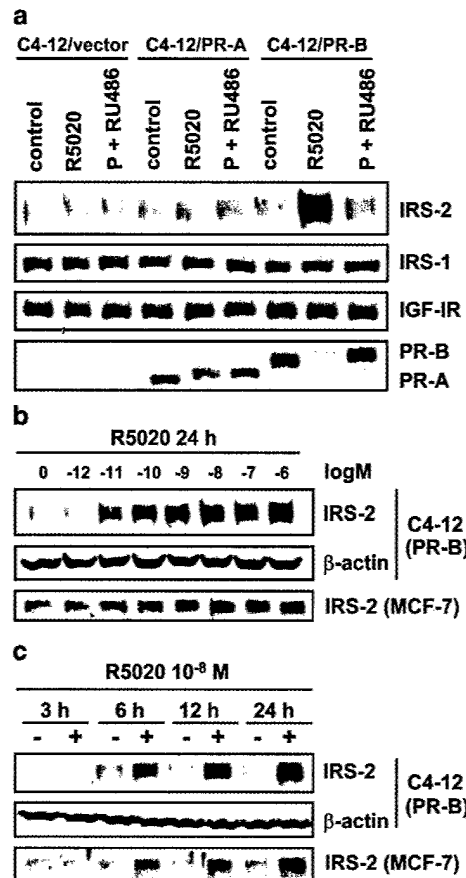 a
C4-12/vector C4-12/PR-A C4-12/PR-B
control R5020 P + RU486 control R5020 P + RU486 control R5020 P + RU486
IRS-2
IRS-1
IGF-IR
PR-B
PR-A
b
R5020 24 h
0 -12 -11 -10 -9 -8 -7 -6 logM
IRS-2
β-actin
C4-12
(PR-B)
IRS-2 (MCF-7)
c
R5020 10⁻⁸ M
3 h 6 h 12 h 24 h
- + - + - + - +
IRS-2
β-actin
C4-12
(PR-B)
IRS-2 (MCF-7)